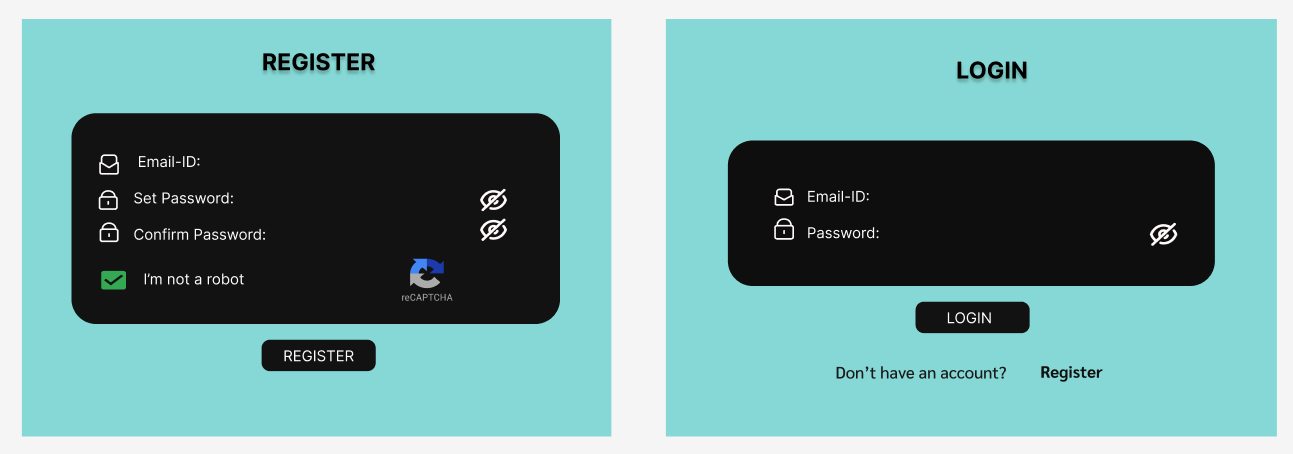 REGISTER
Email-ID:
Set Password:
Confirm Password:
I'm not a robot
reCAPTCHA
REGISTER
LOGIN
Email-ID:
Password:
LOGIN
Don't have an account? Register